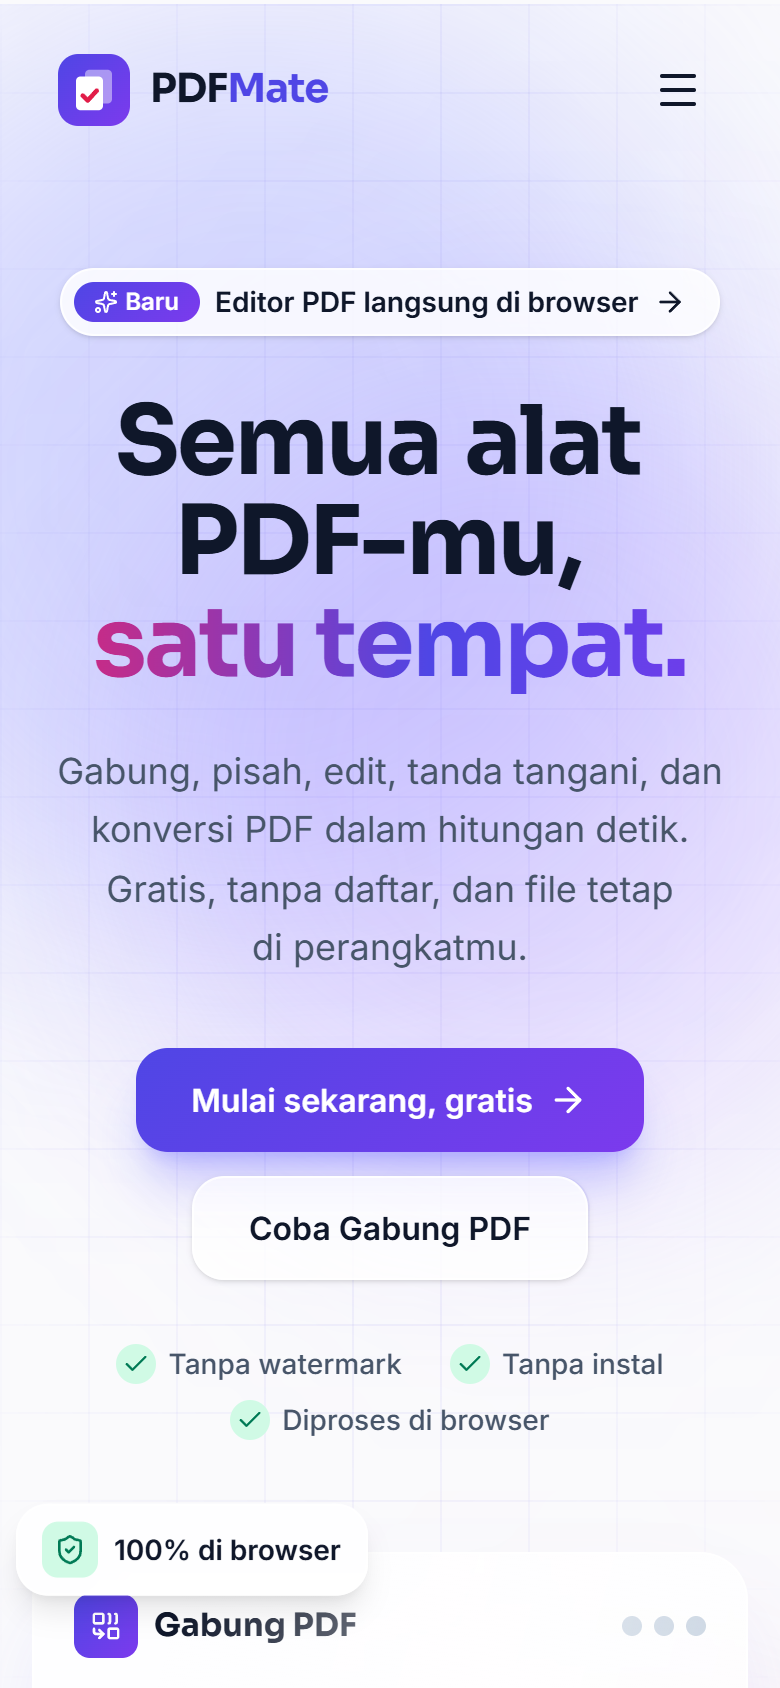 PDFMate
Baru Editor PDF langsung di browser
Semua alat
PDF-mu,
satu tempat.
Gabung, pisah, edit, tanda tangani, dan
konversi PDF dalam hitungan detik.
Gratis, tanpa daftar, dan file tetap
di perangkatmu.
Mulai sekarang, gratis
Coba Gabung PDF
Tanpa watermark Tanpa instal
Diproses di browser
100% di browser
Gabung PDF